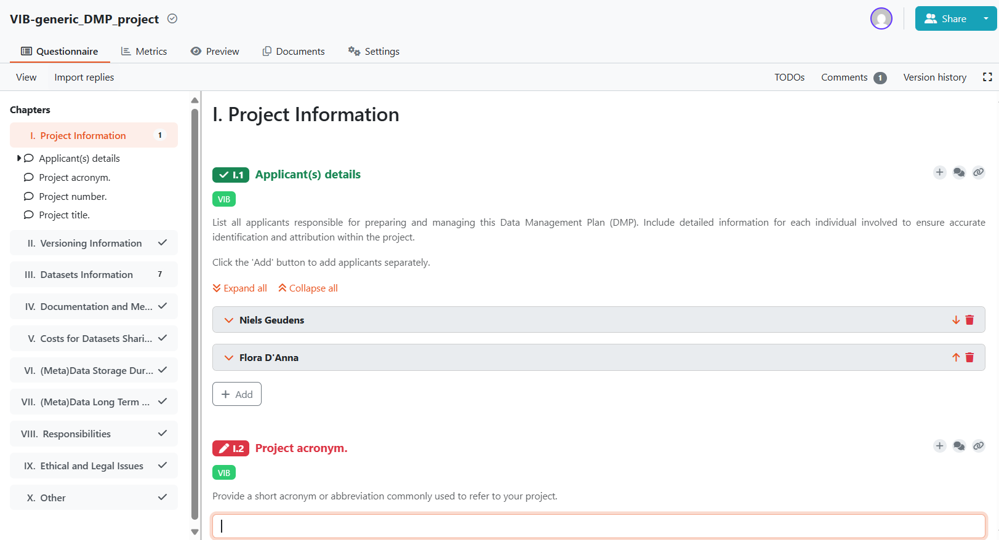 VIB-generic_DMP_project
Share
Questionnaire
Metrics
Preview
Documents
Settings
View
Import replies
TODOs
Comments 1
Version history
Chapters
I. Project Information 1
Applicant(s) details
Project acronym.
Project number.
Project title.
II. Versioning Information
III. Datasets Information 7
IV. Documentation and Me...
V. Costs for Datasets Shari...
VI. (Meta)Data Storage Dur...
VII. (Meta)Data Long Term ...
VIII. Responsibilities
IX. Ethical and Legal Issues
X. Other
I. Project Information
I.1 Applicant(s) details
VIB
List all applicants responsible for preparing and managing this Data Management Plan (DMP). Include detailed information for each individual involved to ensure accurate
identification and attribution within the project.
Click the 'Add' button to add applicants separately.
Expand all
Collapse all
Niels Geudens
Flora D'Anna
+ Add
I.2 Project acronym.
VIB
Provide a short acronym or abbreviation commonly used to refer to your project.